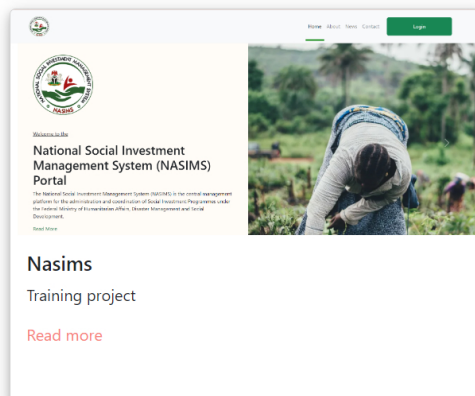 Home About News Contact Login
NATIONAL SOCIAL INVESTMENT MANAGEMENT SYSTEM
NASIMS
Welcome to the
National Social Investment
Management System (NASIMS)
Portal
The National Social Investment Management System (NASIMS) is the central management
platform for the administration and coordination of Social Investment Programmes under
the Federal Ministry of Humanitarian Affairs, Disaster Management and Social
Development.
Read More
Nasims
Training project
Read more